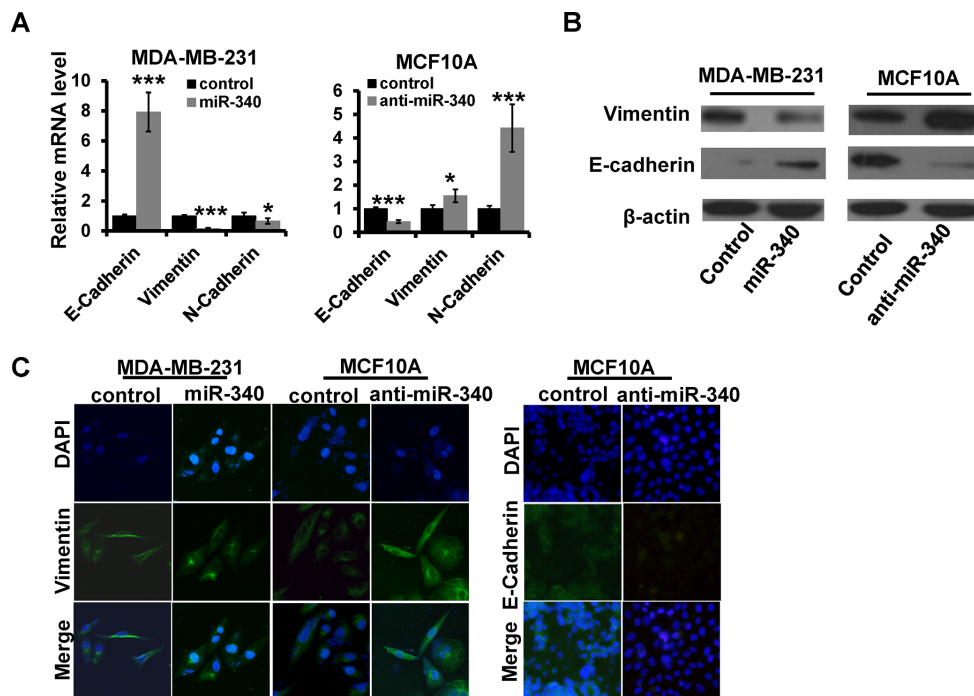 A
MDA-MB-231
Relative mRNA level
10
8
6
4
2
0
control
miR-340
***
***
*
E-Cadherin
Vimentin
N-Cadherin
MCF10A
6
5
4
3
2
1
0
control
anti-miR-340
***
*
***
E-Cadherin
Vimentin
N-Cadherin
B
MDA-MB-231
MCF10A
Vimentin
E-cadherin
β-actin
Control
miR-340
Control
anti-miR-340
C
MDA-MB-231
MCF10A
control
miR-340
control
anti-miR-340
DAPI
Vimentin
Merge
MCF10A
control
anti-miR-340
DAPI
E-Cadherin
Merge